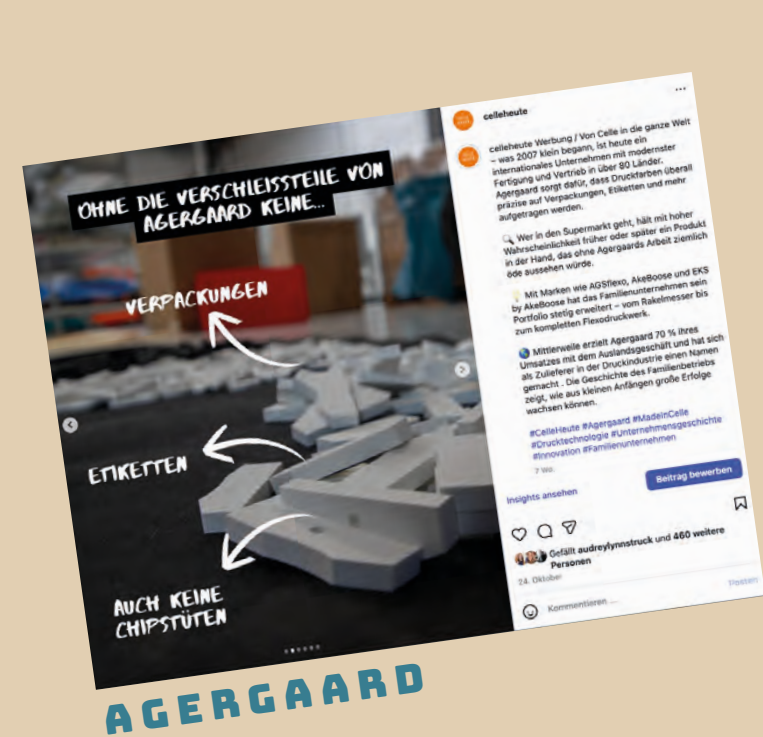 OHNE DIE VERSCHLEISSTEILE VON
AGERGAARD KEINE...
VERPACKUNGEN
ETIKETTEN
AUCH KEINE
CHIPSTÜTEN
celleheute
celleheute Werbung / Von Celle in die ganze Welt
– was 2007 klein begann, ist heute ein
internationales Unternehmen mit modernster
Fertigung und Vertrieb in über 80 Länder.
Agergaard sorgt dafür, dass Druckfarben überall
präzise auf Verpackungen, Etiketten und mehr
aufgetragen werden.
🔍 Wer in den Supermarkt geht, hält mit hoher
Wahrscheinlichkeit früher oder später ein Produkt
in der Hand, das ohne Agergaards Arbeit ziemlich
öde aussehen würde.
💡 Mit Marken wie AGSflexo, AkeBoose und EKS
by AkeBoose hat das Familienunternehmen sein
Portfolio stetig erweitert – vom Rakelmesser bis
zum kompletten Flexodruckwerk.
🌎 Mittlerweile erzielt Agergaard 70 % ihres
Umsatzes mit dem Auslandsgeschäft und hat sich
als Zulieferer in der Druckindustrie einen Namen
gemacht . Die Geschichte des Familienbetriebs
zeigt, wie aus kleinen Anfängen große Erfolge
wachsen können.
#CelleHeute #Agergaard #MadeInCelle
#Drucktechnologie #Unternehmensgeschichte
#Innovation #Familienunternehmen
7 Wo.
Insights ansehen
Beitrag bewerben
Gefällt audreylynnstruck und 460 weitere
Personen
24. Oktober
Kommentieren ...
Posten
AGERGAARD